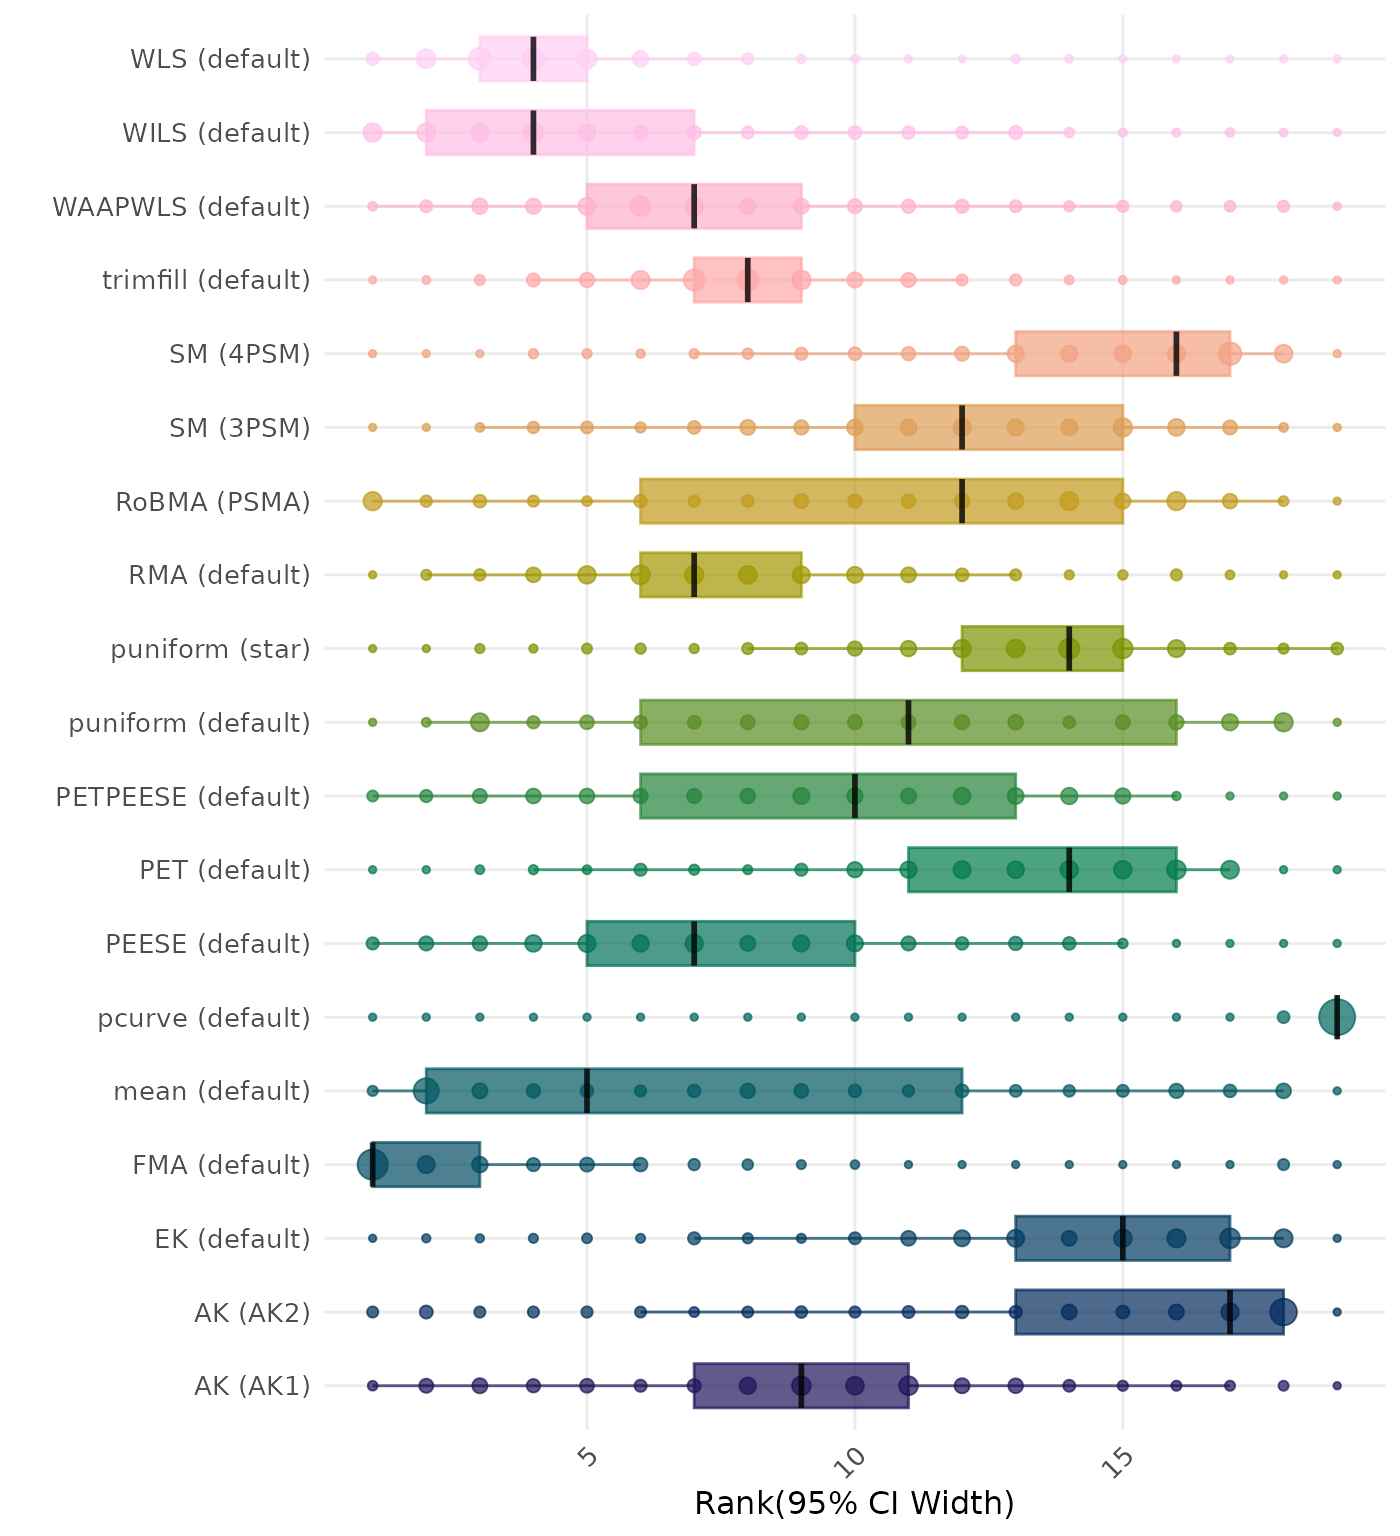 WLS (default)
WILS (default)
WAAPWLS (default)
trimfill (default)
SM (4PSM)
SM (3PSM)
RoBMA (PSMA)
RMA (default)
puniform (star)
puniform (default)
PETPEESE (default)
PET (default)
PEESE (default)
pcurve (default)
mean (default)
FMA (default)
EK (default)
AK (AK2)
AK (AK1)
5 10 15
Rank(95% CI Width)